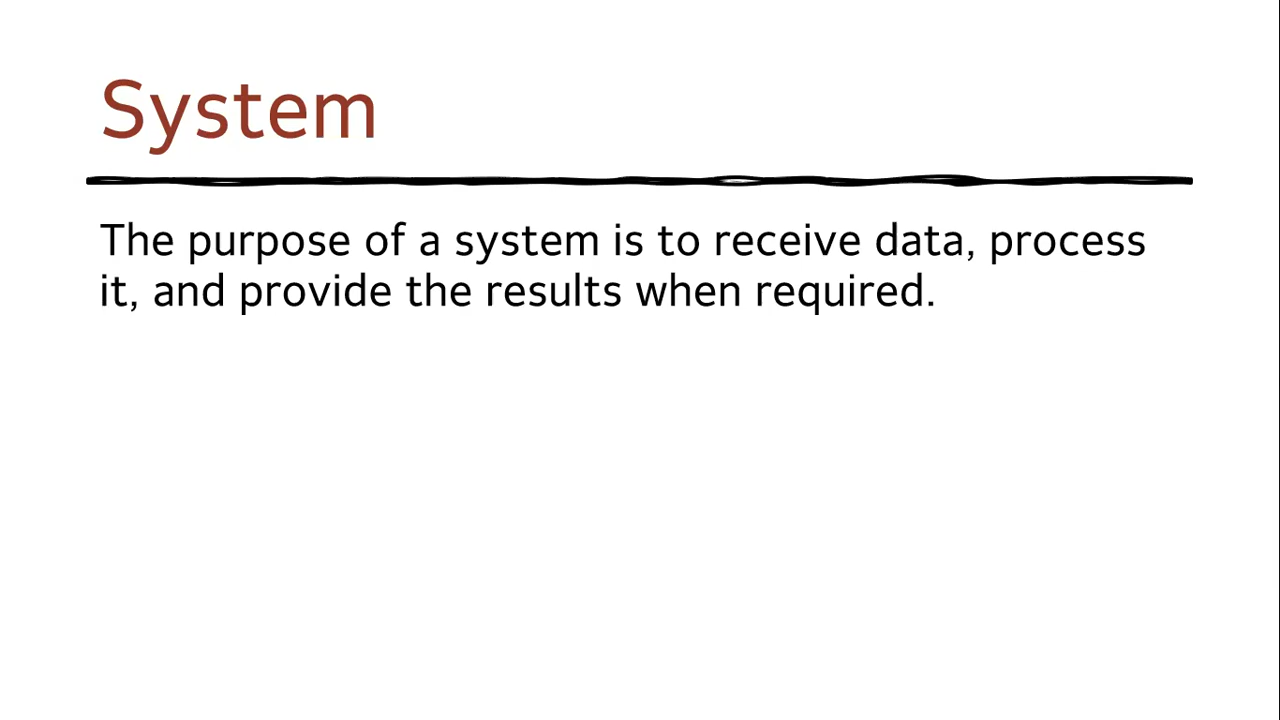 System
The purpose of a system is to receive data, process
it, and provide the results when required.